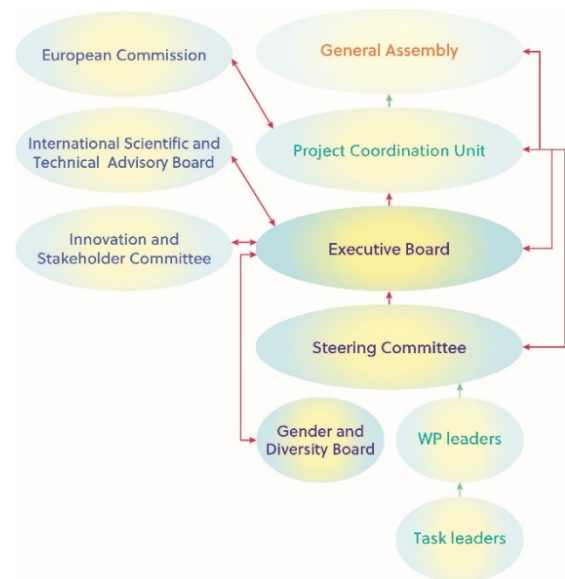 European Commission
General Assembly
International Scientific and
Technical Advisory Board
Project Coordination Unit
Innovation and
Stakeholder Committee
Executive Board
Steering Committee
Gender and
Diversity Board
WP leaders
Task leaders